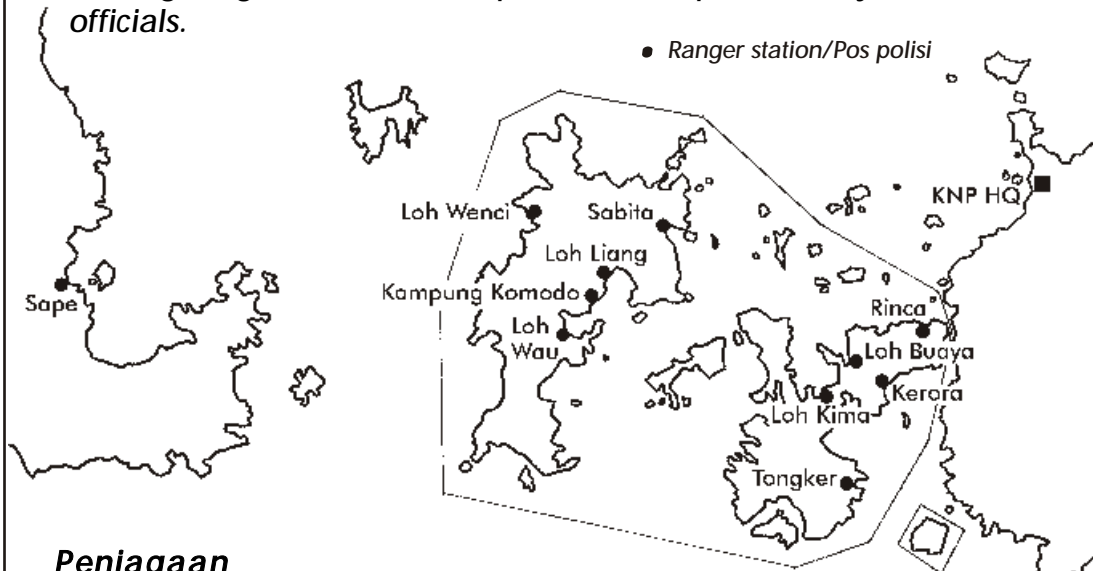 officials.
Ranger station/Pos polisi
KNP HQ
Loh Wenci
Sabita
Loh Liang
Sape
Kampung Komodo
Rinca
Loh
Wau
Loh Buaya
Kerora
Loh Kima
Tongker
Penjagaan